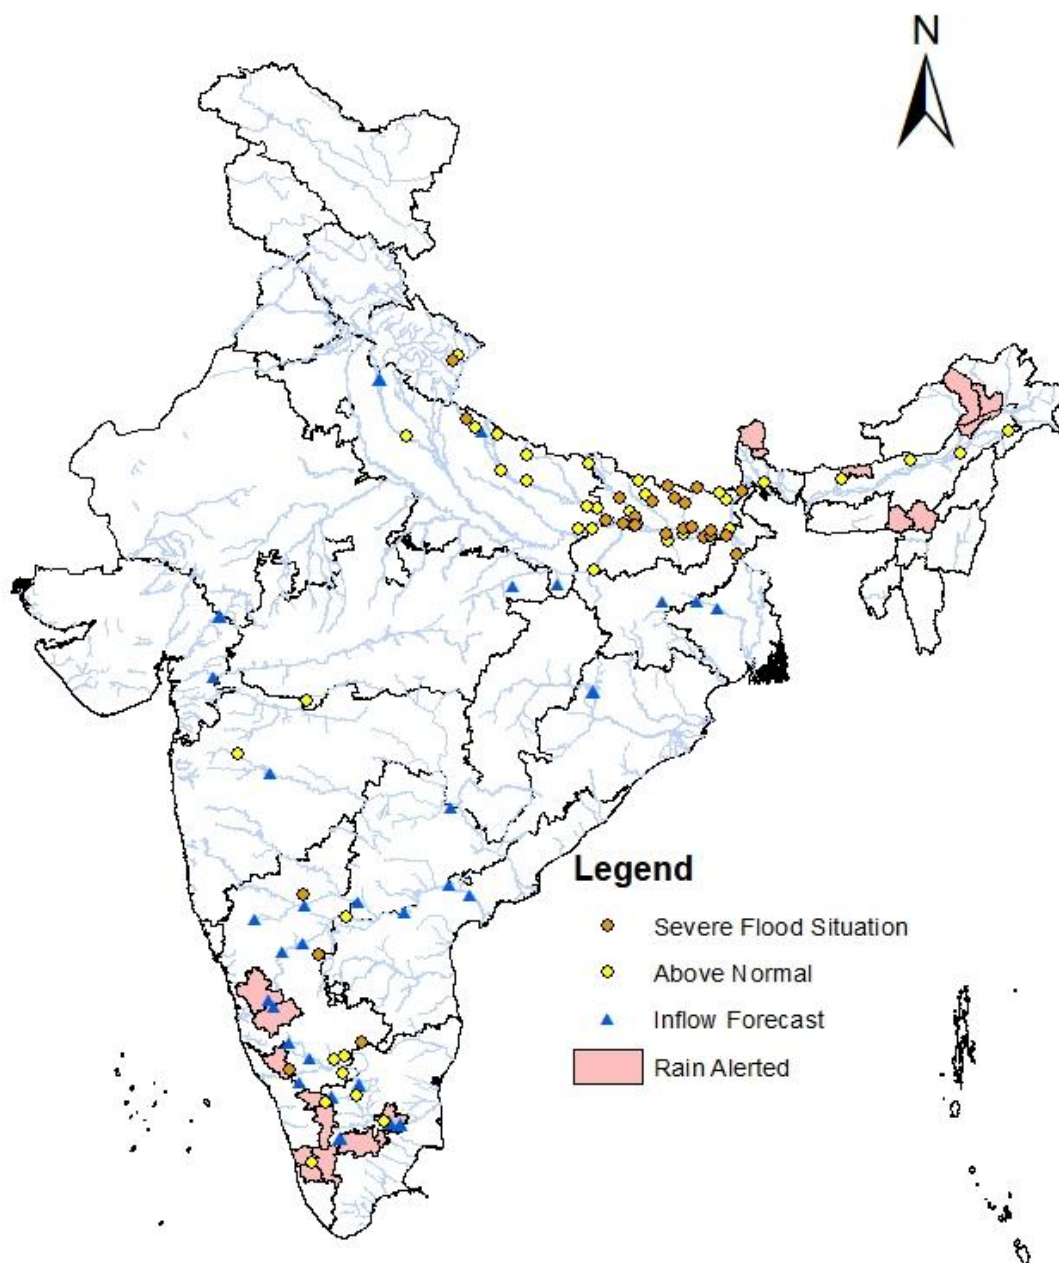 N
Legend
Severe Flood Situation
Above Normal
Inflow Forecast
Rain Alerted